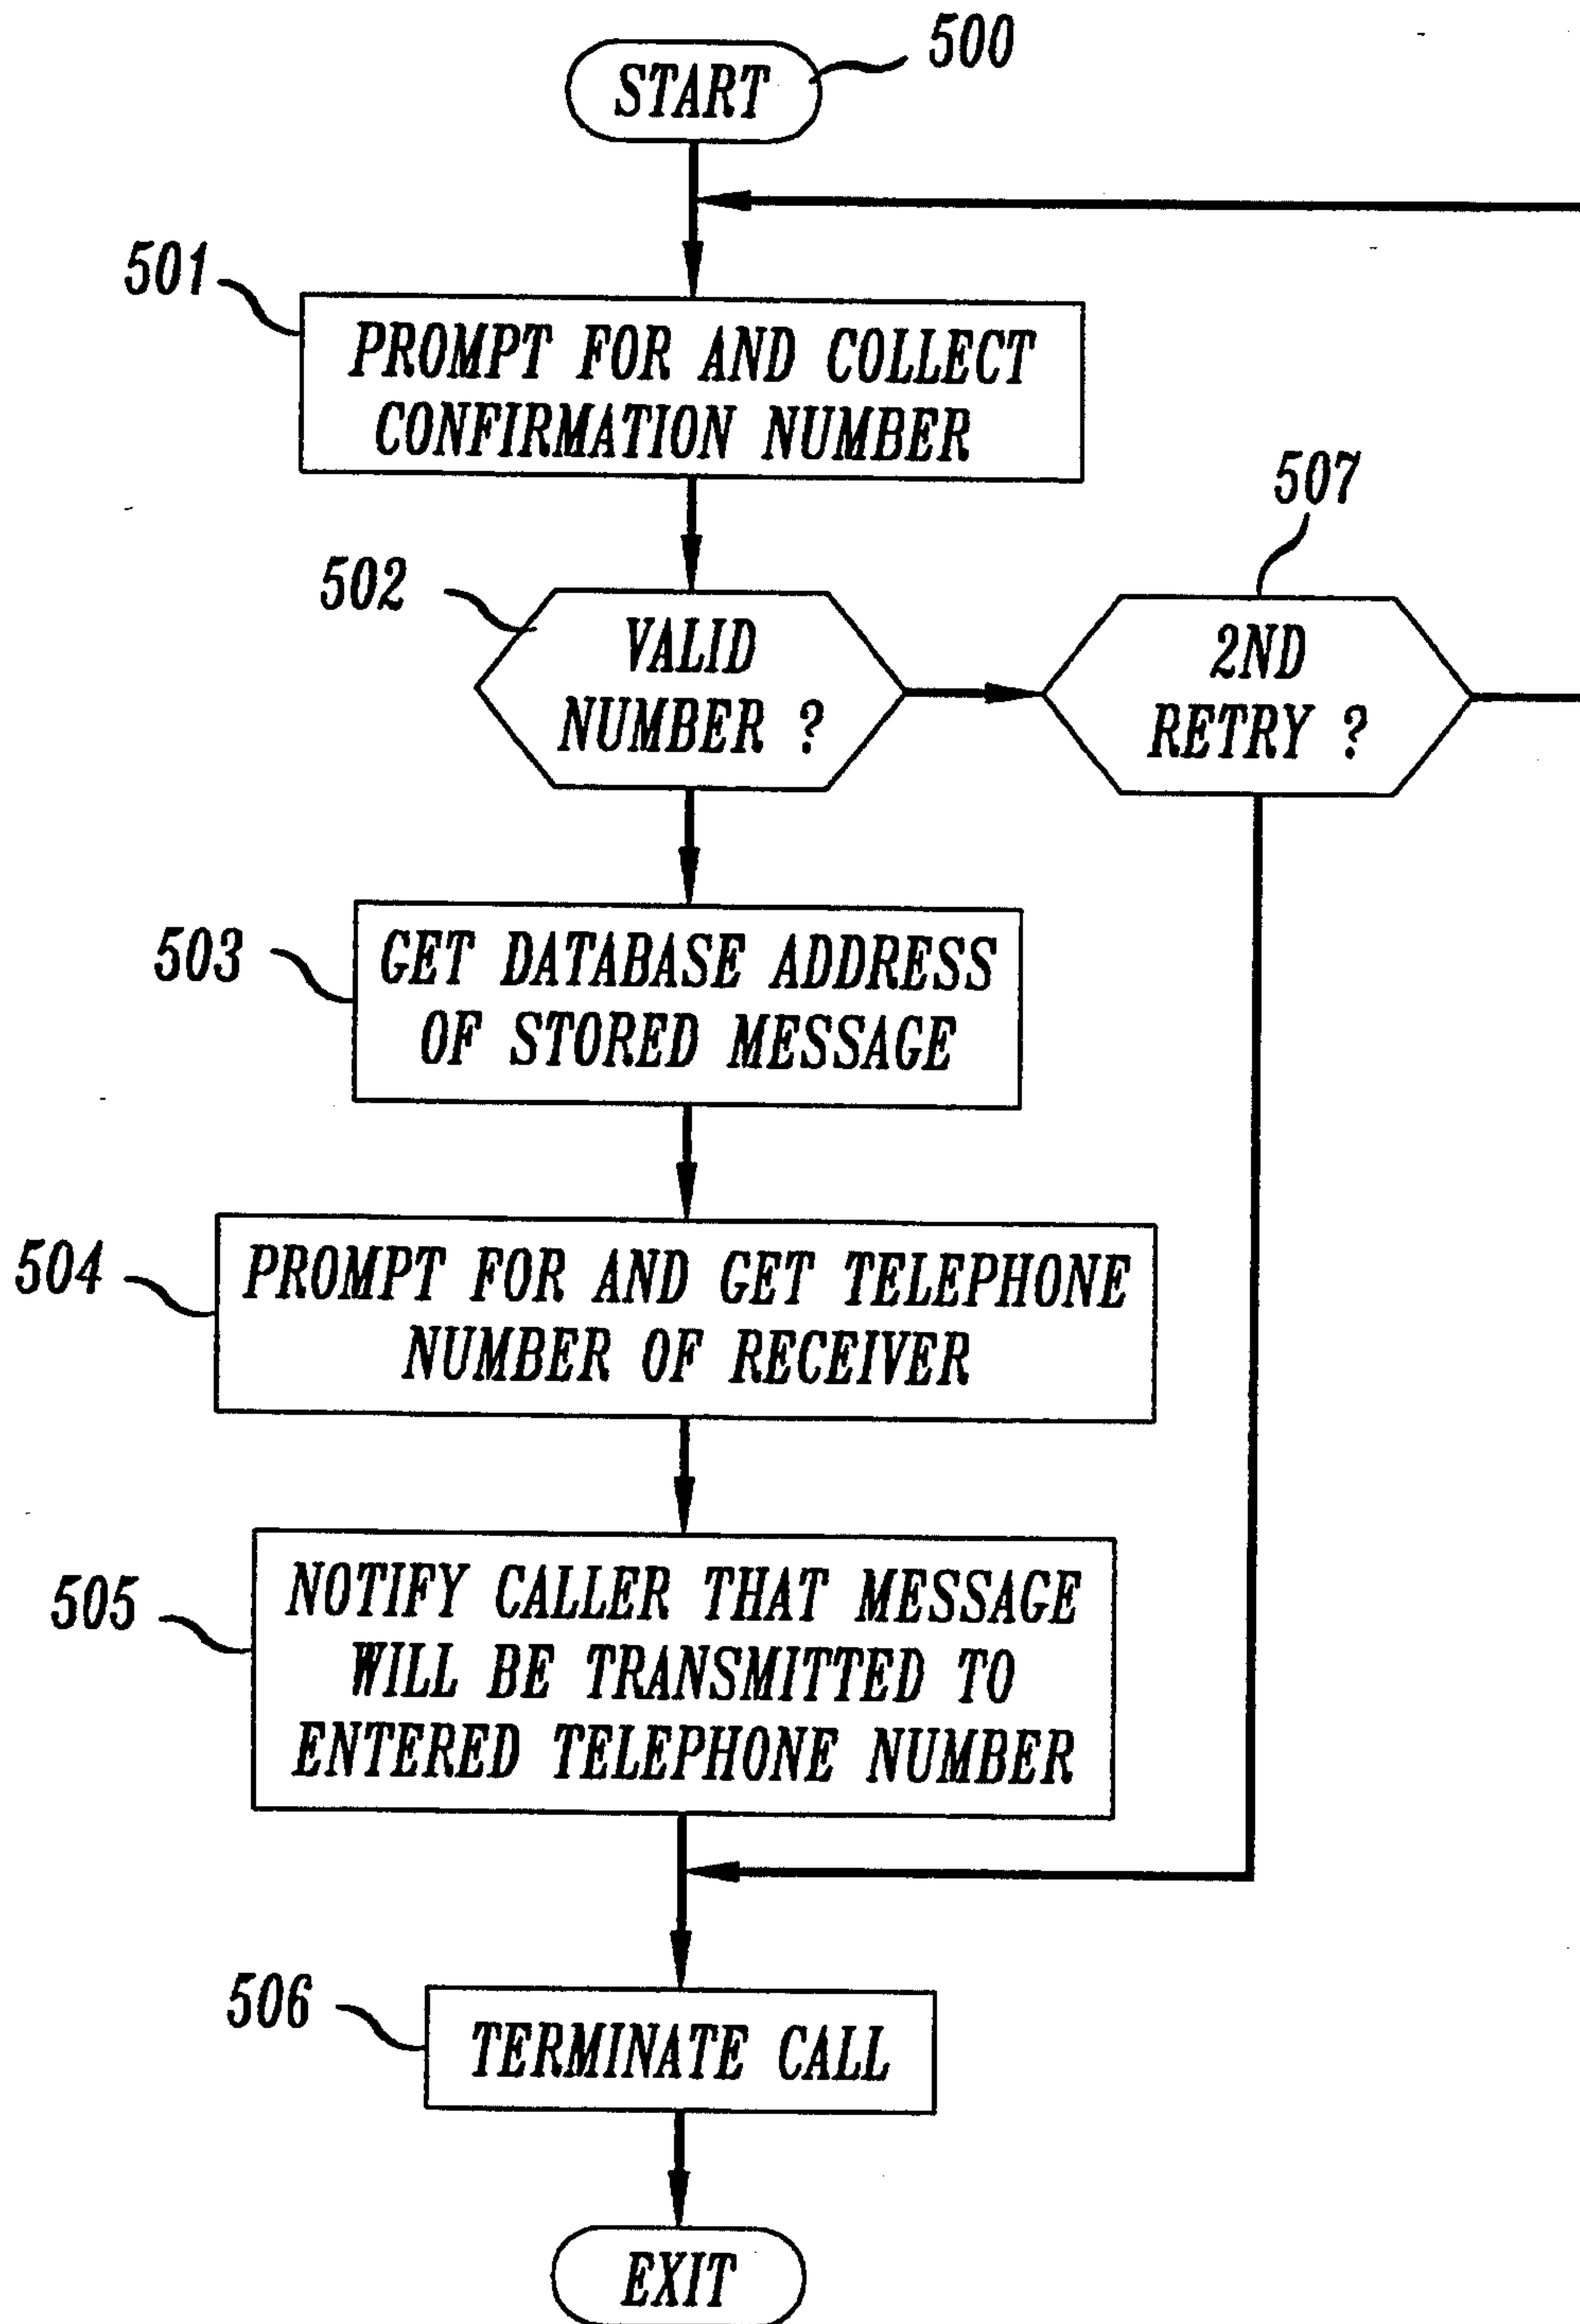 START
500
501
PROMPT FOR AND COLLECT
CONFIRMATION NUMBER
502
VALID
NUMBER ?
507
2ND
RETRY ?
503
GET DATABASE ADDRESS
OF STORED MESSAGE
504
PROMPT FOR AND GET TELEPHONE
NUMBER OF RECEIVER
505
NOTIFY CALLER THAT MESSAGE
WILL BE TRANSMITTED TO
ENTERED TELEPHONE NUMBER
506
TERMINATE CALL
EXIT